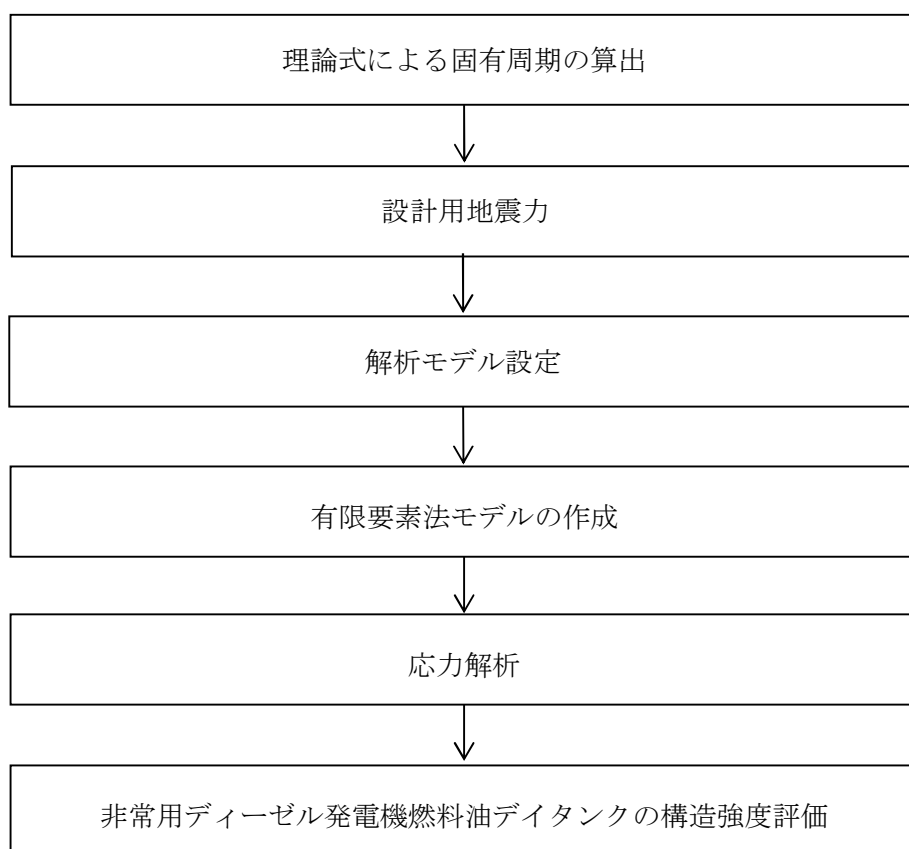 理論式による固有周期の算出
設計用地震力
解析モデル設定
有限要素法モデルの作成
応力解析
非常用ディーゼル発電機燃料油デイタンクの構造強度評価